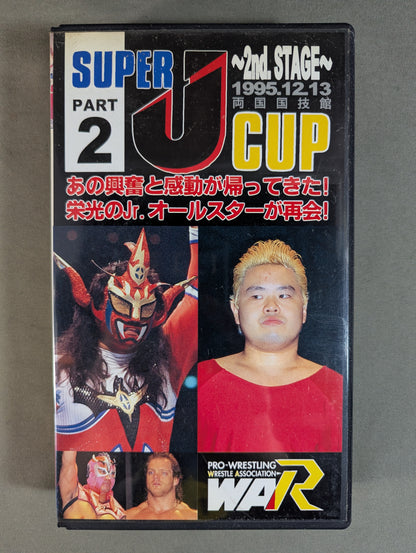 SUPER J
~2nd. STAGE~
1995.12.13
両国国技館
PART
2
CUP
あの興奮と感動が帰ってきた!
栄光のJr.オールスターが再会!
PRO-WRESTLING
WRESTLE ASSOCIATION
WAR